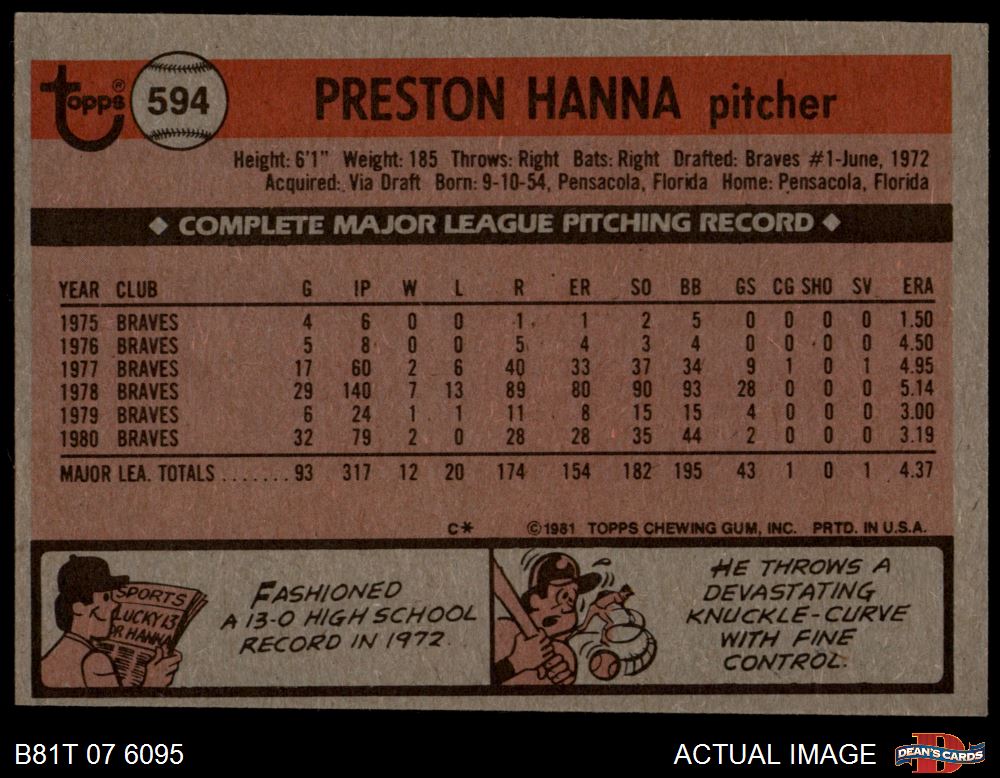 Topps®
594
PRESTON HANNA pitcher
Height: 6'1" Weight: 185 Throws: Right Bats: Right Drafted: Braves #1-June, 1972
Acquired: Via Draft Born: 9-10-54, Pensacola, Florida Home: Pensacola, Florida
◆ COMPLETE MAJOR LEAGUE PITCHING RECORD ◆
YEAR CLUB G IP W L R ER SO BB GS CG SHO SV ERA
1975 BRAVES 4 6 0 0 1 1 2 5 0 0 0 0 1.50
1976 BRAVES 5 8 0 0 5 4 3 4 0 0 0 0 4.50
1977 BRAVES 17 60 2 6 40 33 37 34 9 1 0 1 4.95
1978 BRAVES 29 140 7 13 89 80 90 93 28 0 0 0 5.14
1979 BRAVES 6 24 1 1 11 8 15 15 4 0 0 0 3.00
1980 BRAVES 32 79 2 0 28 28 35 44 2 0 0 0 3.19
MAJOR LEA. TOTALS ....... 93 317 12 20 174 154 182 195 43 1 0 1 4.37
C* ©1981 TOPPS CHEWING GUM, INC. PRTD. IN U.S.A.
SPORTS
LUCKY 13
OR HANNA
FASHIONED
A 13-0 HIGH SCHOOL
RECORD IN 1972.
HE THROWS A
DEVASTATING
KNUCKLE-CURVE
WITH FINE
CONTROL.
B81T 07 6095
ACTUAL IMAGE
DEAN'S CARDS